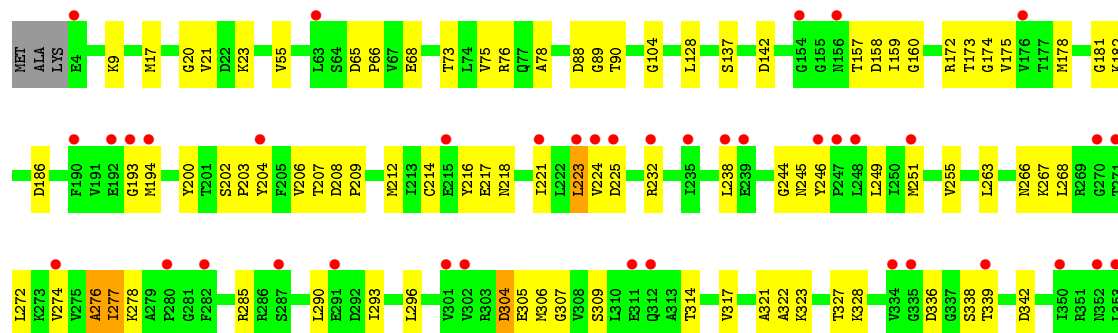 MET ALA LYS E4 K9 M17 G20 V21 D22 K23 V55 L63 S64 D65 P66 V67 E68 T73 L74 V75 R76 Q77 A78 D88 G89 T90 G104 L128 S137 D142 G154 G155 N156 T157 D158 I159 G160 R172 T173 G174 V175 V176 T177 M178 G181
D186 F190 V191 E192 G193 M194 Y200 T201 S202 P203 Y204 F205 V206 T207 D208 P209 M212 I213 C214 E215 Y216 E217 N218 I221 L222 L223 V224 D225 R232 I235 L238 E239 G244 N245 Y246 P247 L248 L249 I250 M251 V255 L263 N266 K267 L268 R269 G270
L272 K273 V274 V275 A276 I277 K278 A279 P280 G281 F282 R285 R286 S287 L290 E291 D292 I293 L296 V301 V302 R303 D304 E305 M306 G307 V308 S309 L310 E311 Q312 A313 T314 V317 A321 A322 K323 T327 K328 V334 G335 D336 G337 S338 T339 D342 I350 R351 N352